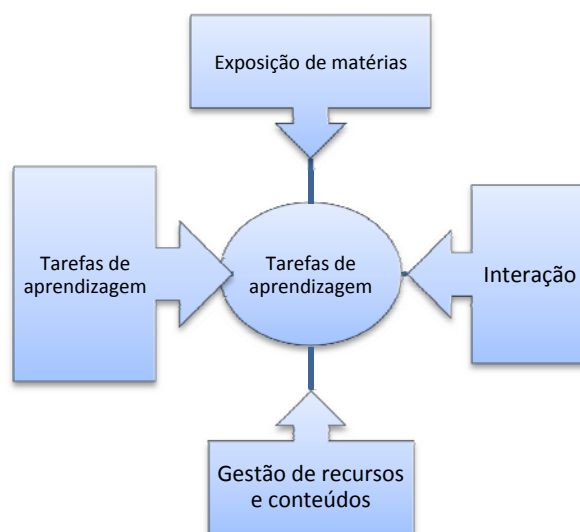 Exposição de matérias
Tarefas de
aprendizagem
Tarefas de
aprendizagem
Interação
Gestão de recursos
e conteúdos